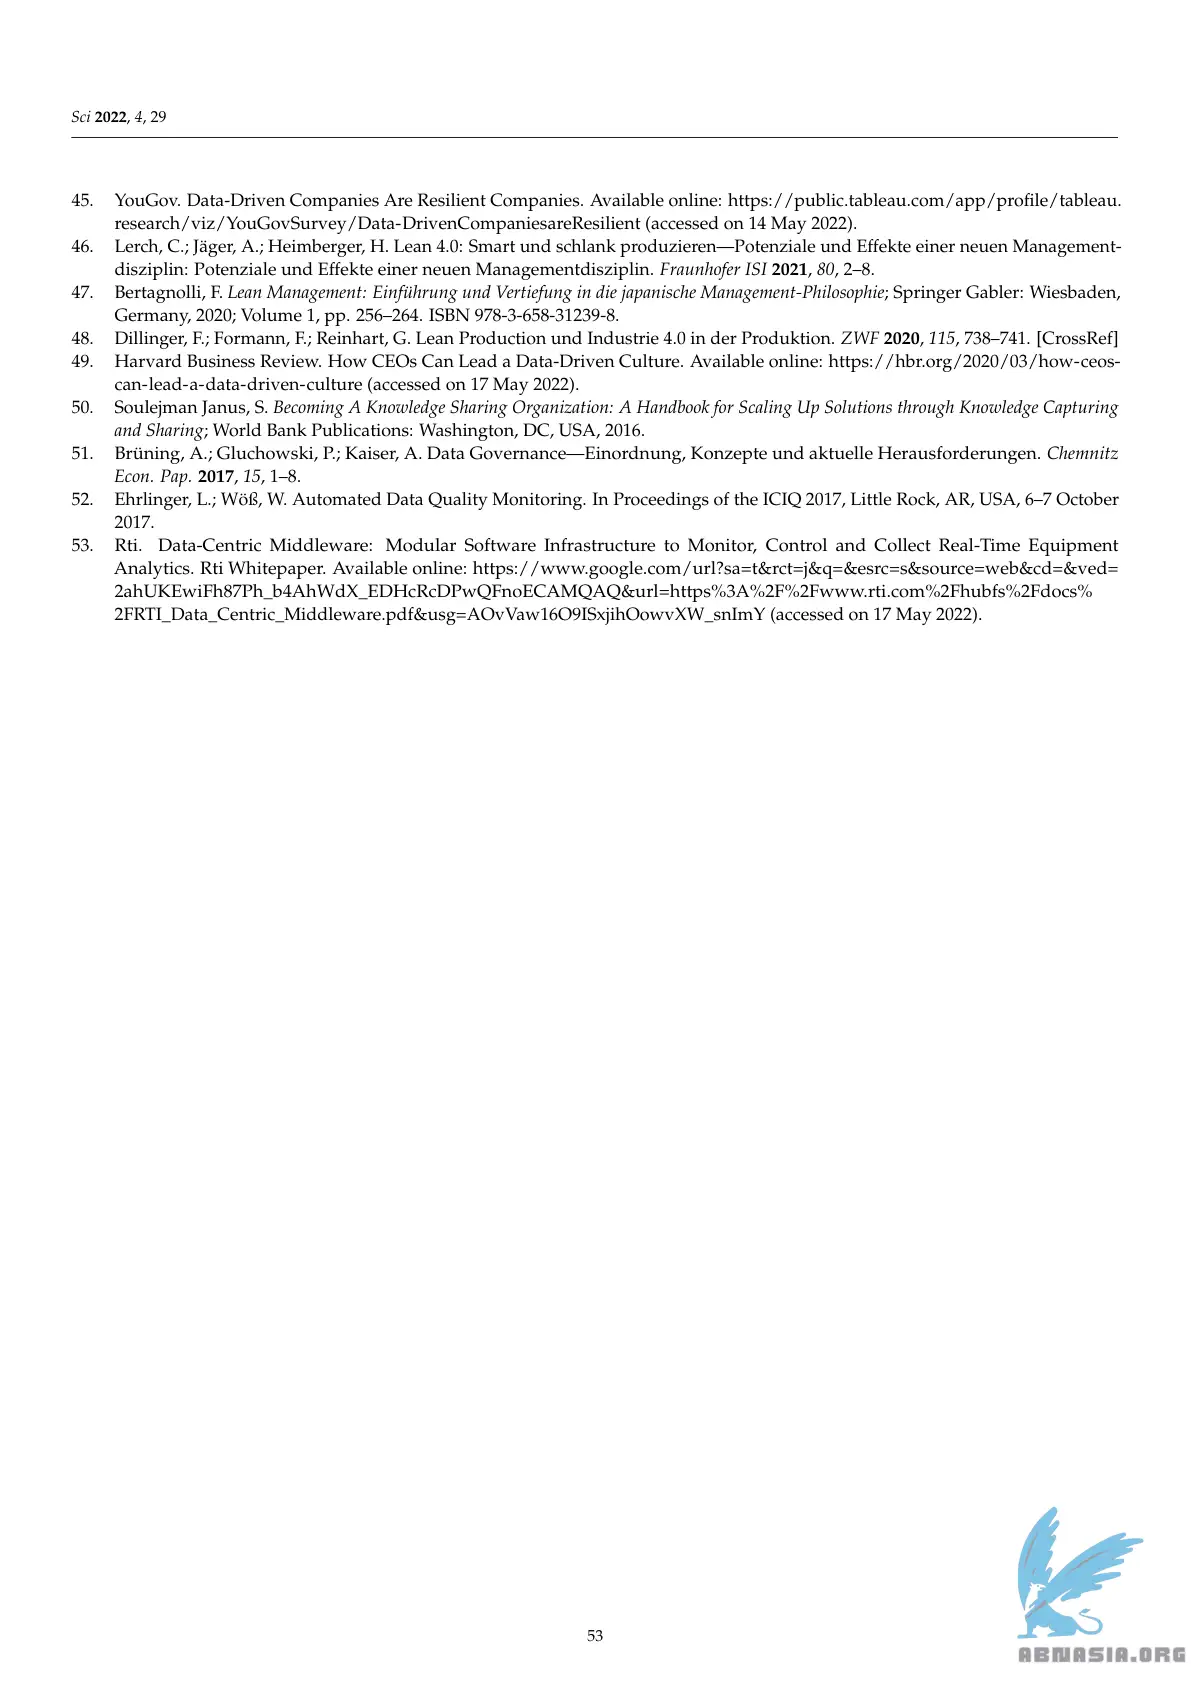 Sci 2022, 4, 29
45. YouGov. Data-Driven Companies Are Resilient Companies. Available online: https://public.tableau.com/app/profile/tableau.
research/viz/YouGovSurvey/Data-DrivenCompaniesareResilient (accessed on 14 May 2022).
46. Lerch, C.; Jäger, A.; Heimberger, H. Lean 4.0: Smart und schlank produzieren—Potenziale und Effekte einer neuen Management-
disziplin: Potenziale und Effekte einer neuen Managementdisziplin. Fraunhofer ISI 2021, 80, 2–8.
47. Bertagnolli, F. Lean Management: Einführung und Vertiefung in die japanische Management-Philosophie; Springer Gabler: Wiesbaden,
Germany, 2020; Volume 1, pp. 256–264. ISBN 978-3-658-31239-8.
48. Dillinger, F.; Formann, F.; Reinhart, G. Lean Production und Industrie 4.0 in der Produktion. ZWF 2020, 115, 738–741. [CrossRef]
49. Harvard Business Review. How CEOs Can Lead a Data-Driven Culture. Available online: https://hbr.org/2020/03/how-ceos-
can-lead-a-data-driven-culture (accessed on 17 May 2022).
50. Soulejman Janus, S. Becoming A Knowledge Sharing Organization: A Handbook for Scaling Up Solutions through Knowledge Capturing
and Sharing; World Bank Publications: Washington, DC, USA, 2016.
51. Brüning, A.; Gluchowski, P.; Kaiser, A. Data Governance—Einordnung, Konzepte und aktuelle Herausforderungen. Chemnitz
Econ. Pap. 2017, 15, 1–8.
52. Ehrlinger, L.; Wöß, W. Automated Data Quality Monitoring. In Proceedings of the ICIQ 2017, Little Rock, AR, USA, 6–7 October
2017.
53. Rti. Data-Centric Middleware: Modular Software Infrastructure to Monitor, Control and Collect Real-Time Equipment
Analytics. Rti Whitepaper. Available online: https://www.google.com/url?sa=t&rct=j&q=&esrc=s&source=web&cd=&ved=
2ahUKEwiFh87Ph_b4AhWdX_EDHcRcDPwQFnoECAMQAQ&url=https%3A%2F%2Fwww.rti.com%2Fhubfs%2Fdocs%
2FRTI_Data_Centric_Middleware.pdf&usg=AOvVaw16O9ISxjihOowvXW_snImY (accessed on 17 May 2022).
53
ABNASIA.ORG